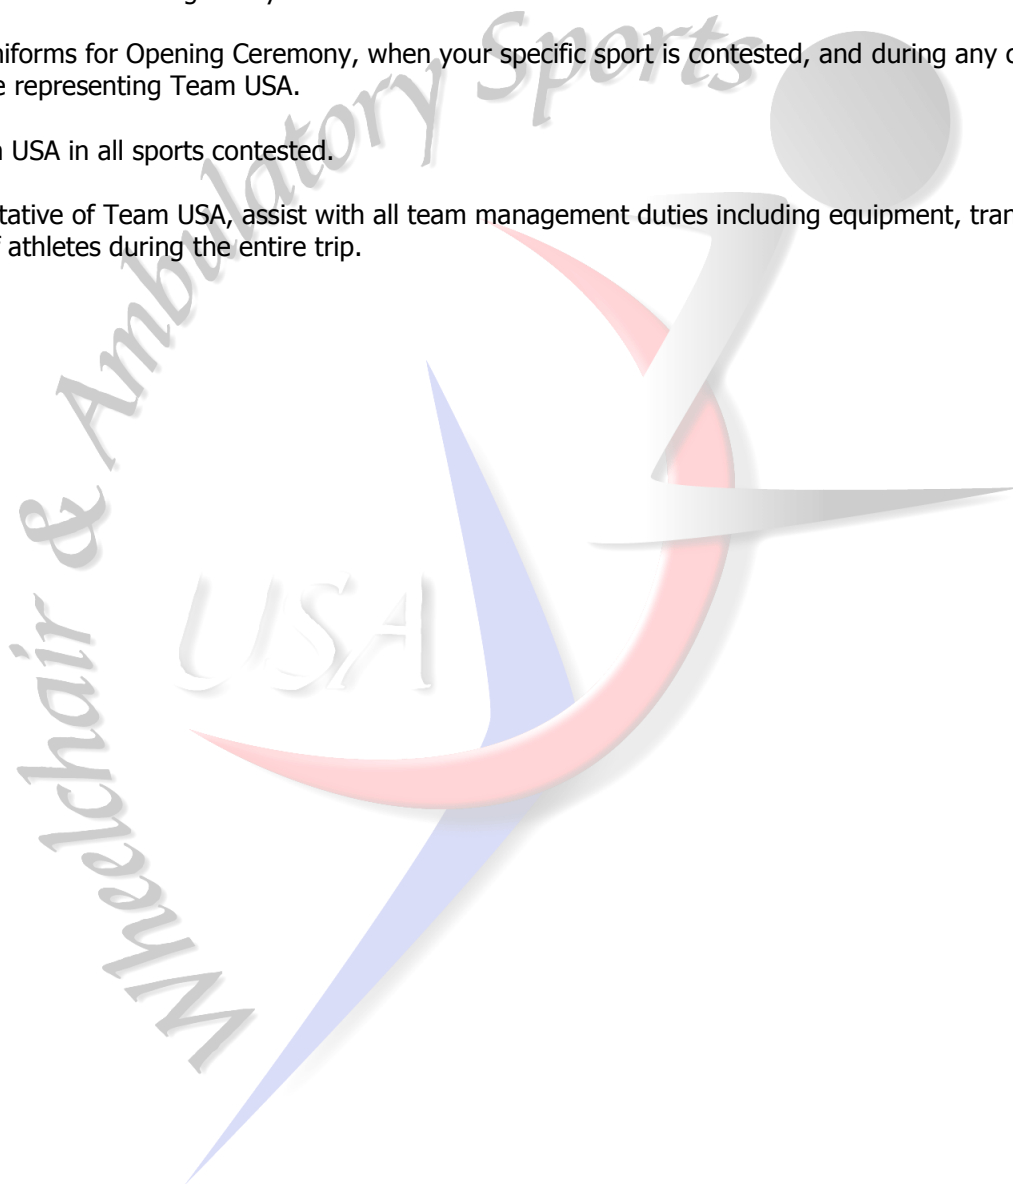 niforms for Opening Ceremony, when your specific sport is contested, and during any
e representing Team USA.
USA in all sports contested.
tative of Team USA, assist with all team management duties including equipment, tran
f athletes during the entire trip.
Wheelchair & Ambulatory Sports
USA